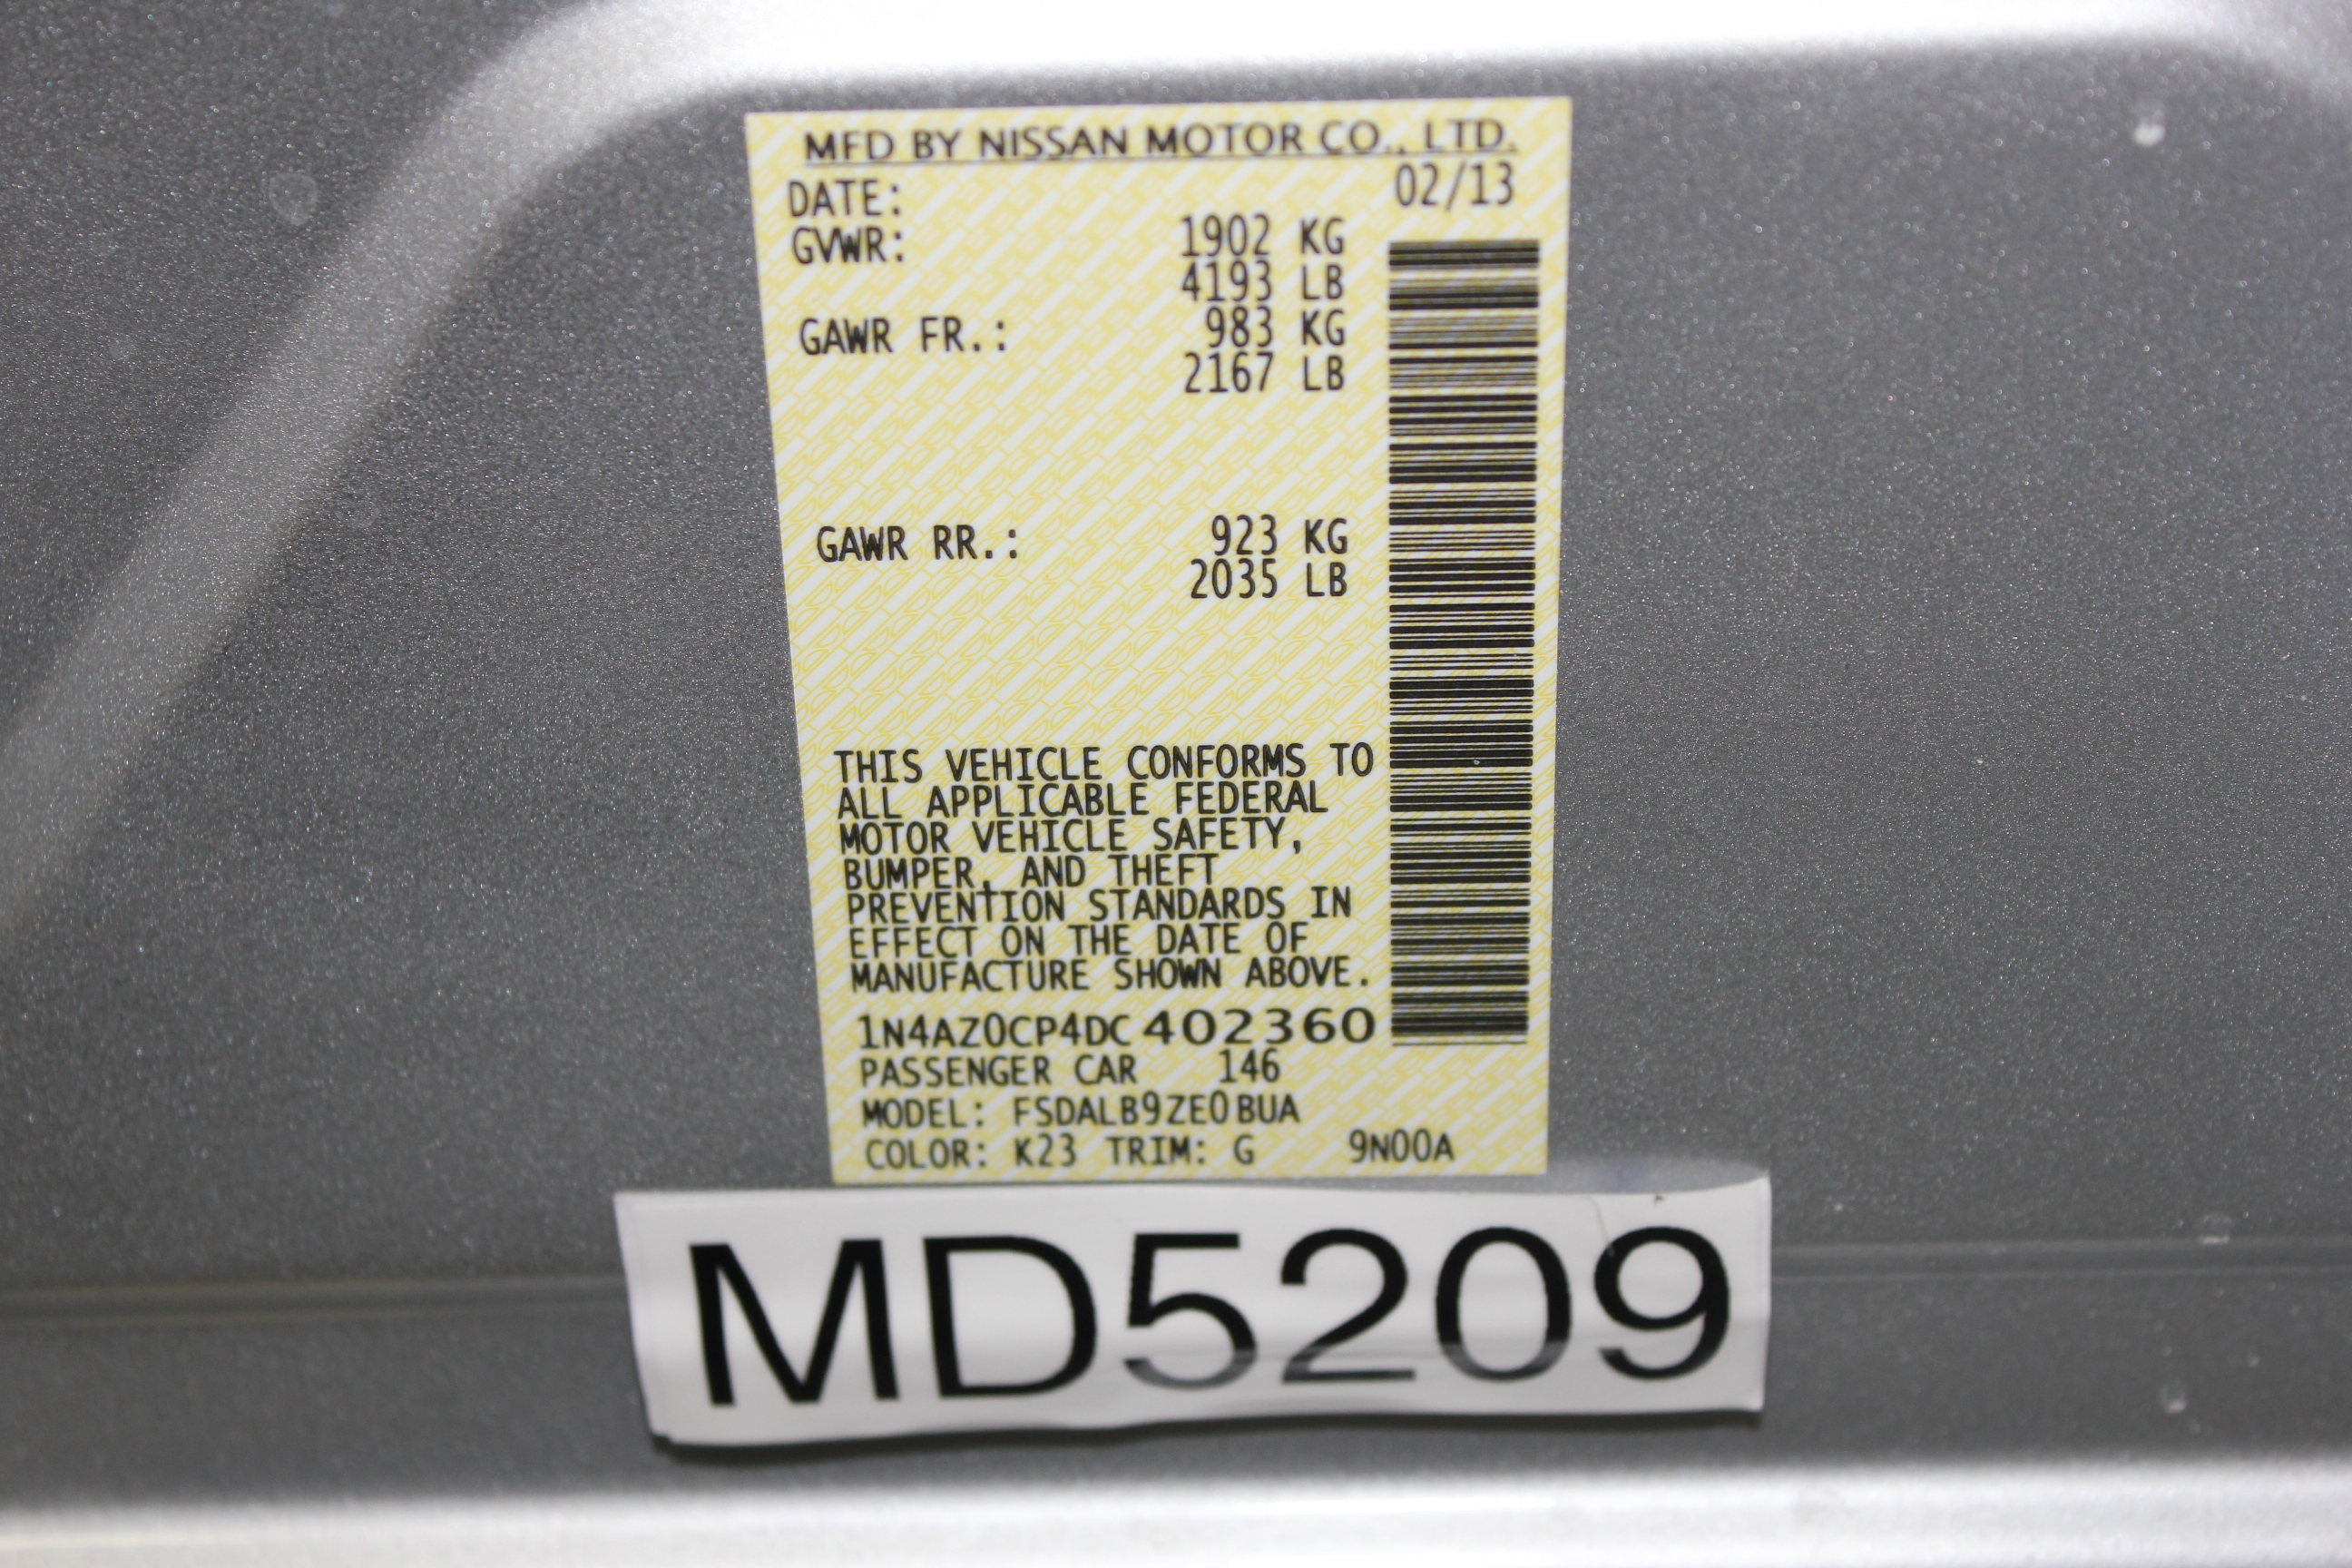 MFD BY NISSAN MOTOR CO., LTD.
DATE: 02/13
GVWR: 1902 KG
4193 LB
GAWR FR.: 983 KG
2167 LB
GAWR RR.: 923 KG
2035 LB
THIS VEHICLE CONFORMS TO
ALL APPLICABLE FEDERAL
MOTOR VEHICLE SAFETY,
BUMPER, AND THEFT
PREVENTION STANDARDS IN
EFFECT ON THE DATE OF
MANUFACTURE SHOWN ABOVE.
1N4AZ0CP4DC402360
PASSENGER CAR 146
MODEL: FSDALB9ZE0BUA
COLOR: K23 TRIM: G 9N00A
MD5209